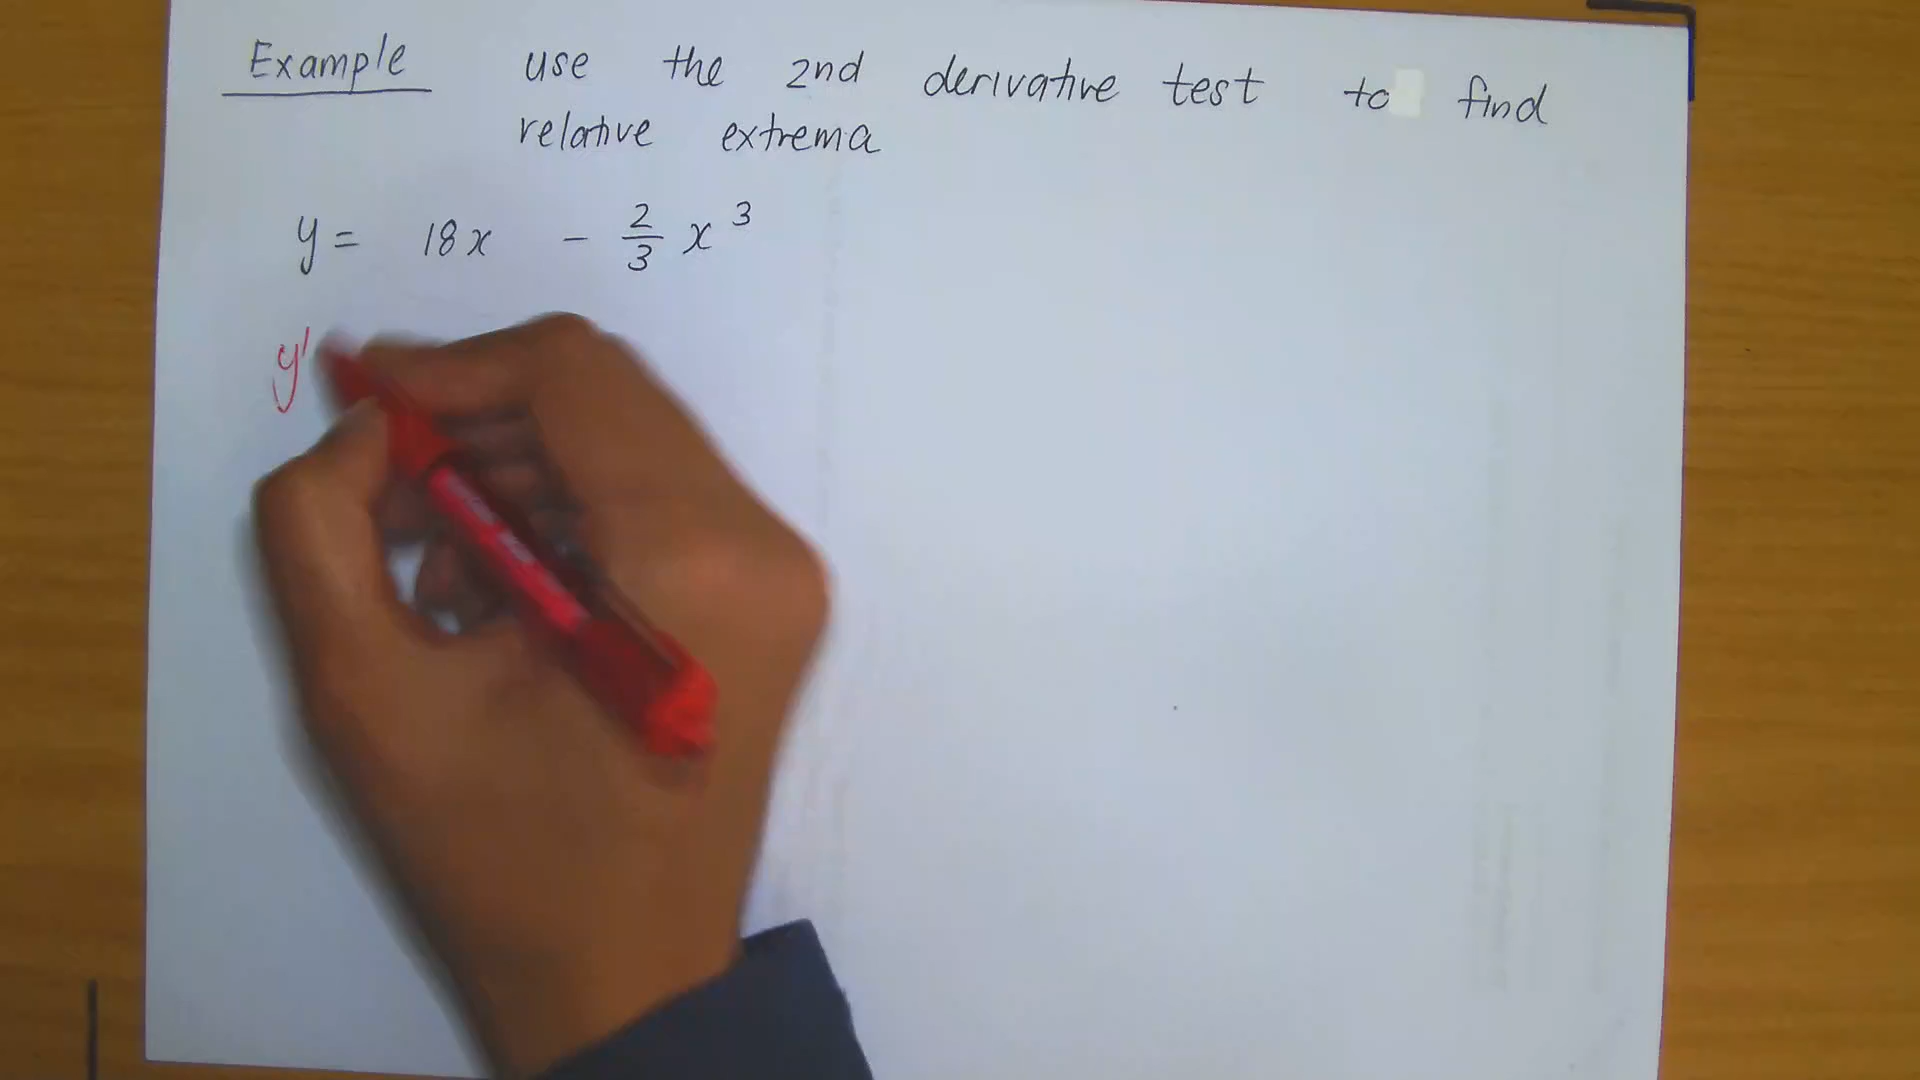 Example use the 2nd derivative test to find
relative extrema
y = 18x - 2/3 x^3
y'